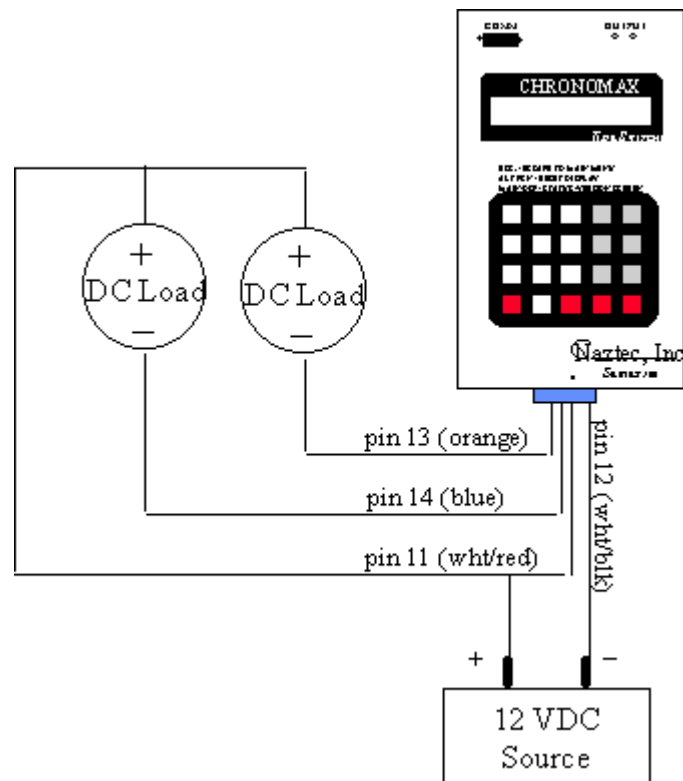 OUTPUT
CHRONOMAX
+
DC Load
−
+
DC Load
−
Naztec, Inc
pin 13 (orange)
pin 14 (blue)
pin 11 (wht/red)
pin 12 (wht/blk)
+
−
12 VDC
Source